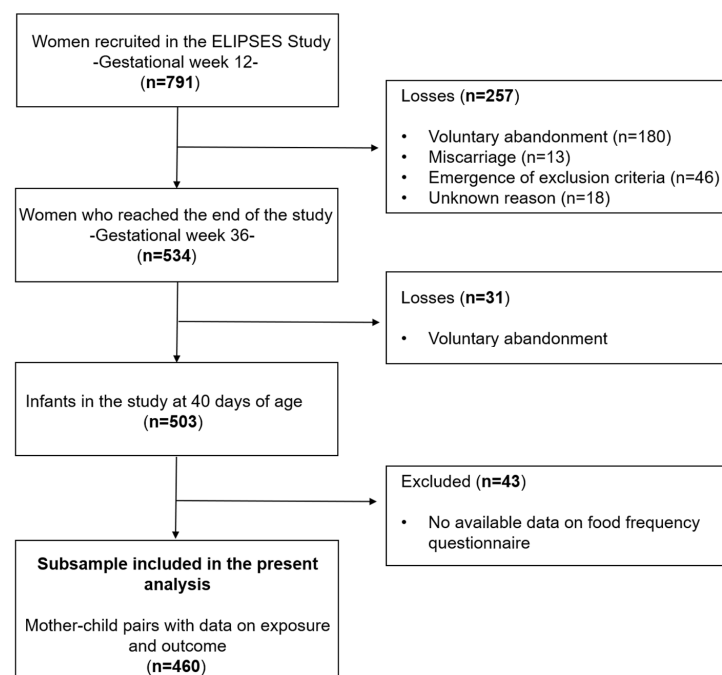 Women recruited in the ELIPSES Study
-Gestational week 12-
(n=791)
Losses (n=257)
• Voluntary abandonment (n=180)
• Miscarriage (n=13)
• Emergence of exclusion criteria (n=46)
• Unknown reason (n=18)
Women who reached the end of the study
-Gestational week 36-
(n=534)
Losses (n=31)
• Voluntary abandonment
Infants in the study at 40 days of age
(n=503)
Excluded (n=43)
• No available data on food frequency
questionnaire
Subsample included in the present
analysis
Mother-child pairs with data on exposure
and outcome
(n=460)